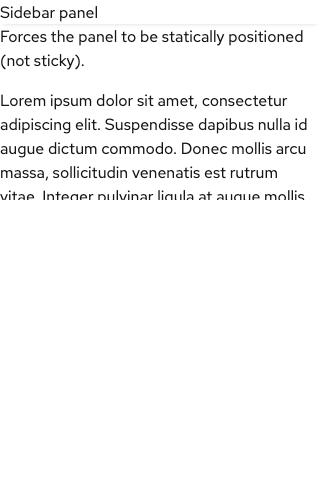 Sidebar panel
Forces the panel to be statically positioned
(not sticky).
Lorem ipsum dolor sit amet, consectetur
adipiscing elit. Suspendisse dapibus nulla id
augue dictum commodo. Donec mollis arcu
massa, sollicitudin venenatis est rutrum
vitae. Integer pulvinar ligula at augue mollis